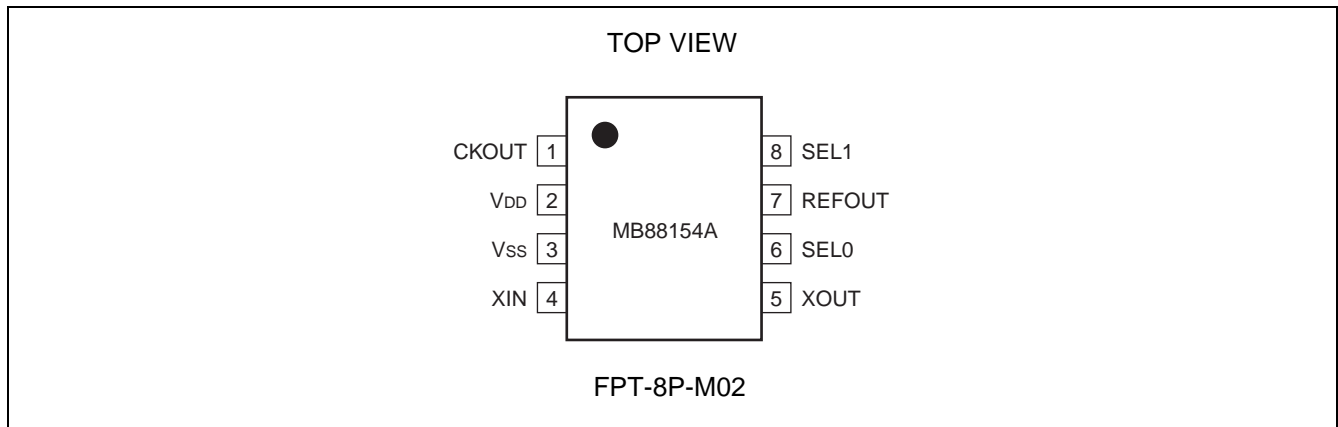 TOP VIEW
CKOUT 1 8 SEL1
VDD 2 7 REFOUT
MB88154A
VSS 3 6 SEL0
XIN 4 5 XOUT
FPT-8P-M02